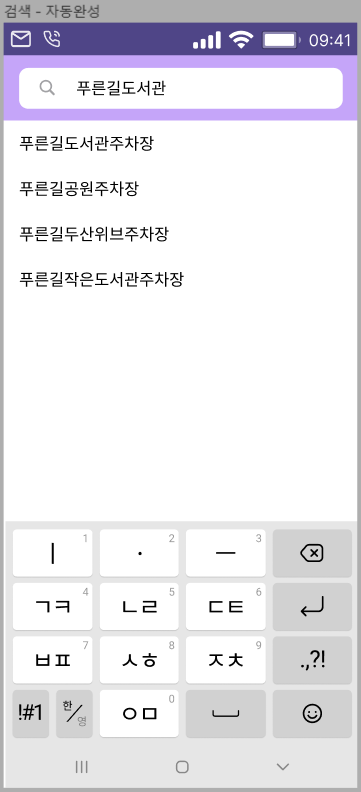 검색 - 자동완성
09:41
푸른길도서관
푸른길도서관주차장
푸른길공원주차장
푸른길두산위브주차장
푸른길작은도서관주차장
ㅣ 1 · 2 ㅡ 3
ㄱㅋ 4 ㄴㄹ 5 ㄷㅌ 6
ㅂㅍ 7 ㅅㅎ 8 ㅈㅊ 9 .,?!
!#1 한/영 ㅇㅁ 0